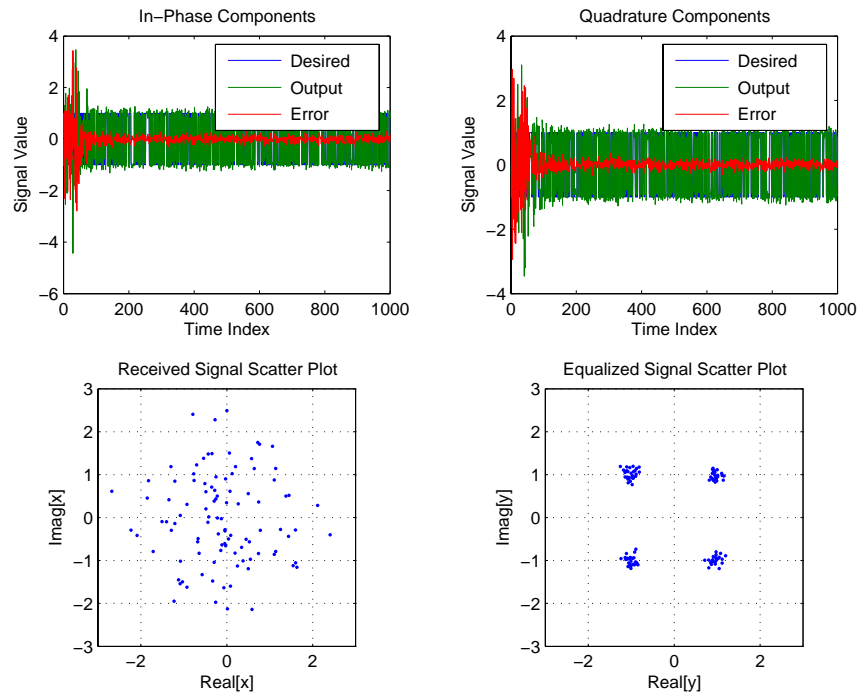 In−Phase Components
Desired
Output
Error
4
2
0
−2
−4
−6
Signal Value
0 200 400 600 800 1000
Time Index
Quadrature Components
Desired
Output
Error
4
2
0
−2
−4
Signal Value
0 200 400 600 800 1000
Time Index
Received Signal Scatter Plot
3
2
1
0
−1
−2
−3
Imag[x]
−2 0 2
Real[x]
Equalized Signal Scatter Plot
3
2
1
0
−1
−2
−3
Imag[y]
−2 0 2
Real[y]